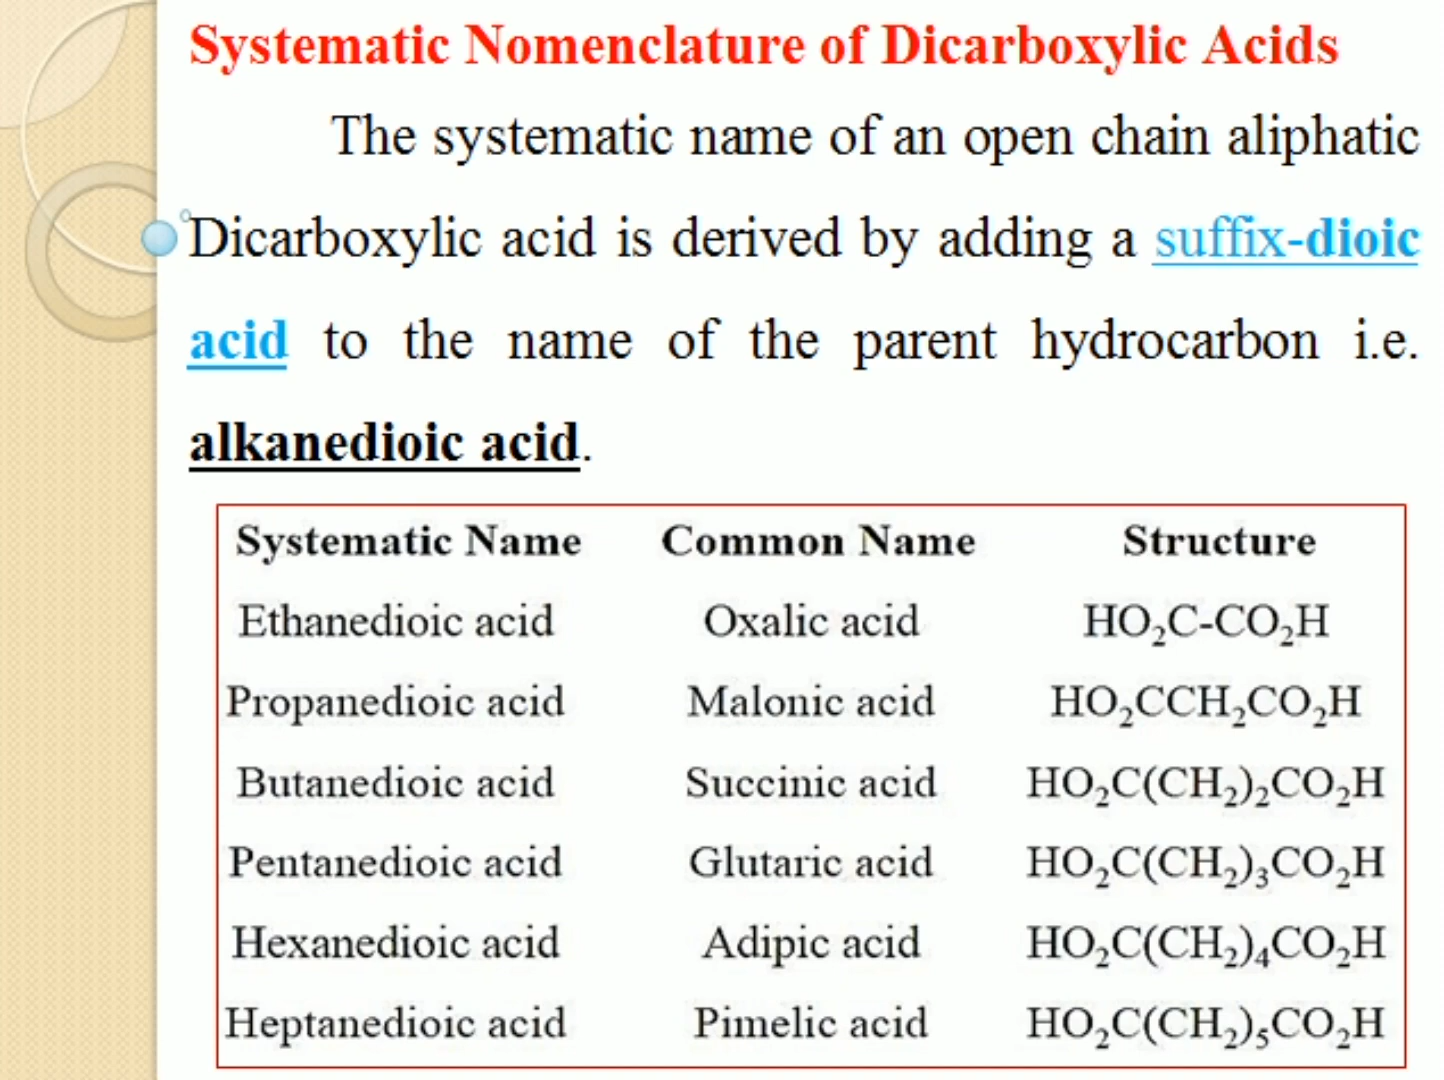 Systematic Nomenclature of Dicarboxylic Acids
The systematic name of an open chain aliphatic
Dicarboxylic acid is derived by adding a suffix-dioic
acid to the name of the parent hydrocarbon i.e.
alkanedioic acid.
Systematic Name Common Name Structure
Ethanedioic acid Oxalic acid HO₂C-CO₂H
Propanedioic acid Malonic acid HO₂CCH₂CO₂H
Butanedioic acid Succinic acid HO₂C(CH₂)₂CO₂H
Pentanedioic acid Glutaric acid HO₂C(CH₂)₃CO₂H
Hexanedioic acid Adipic acid HO₂C(CH₂)₄CO₂H
Heptanedioic acid Pimelic acid HO₂C(CH₂)₅CO₂H